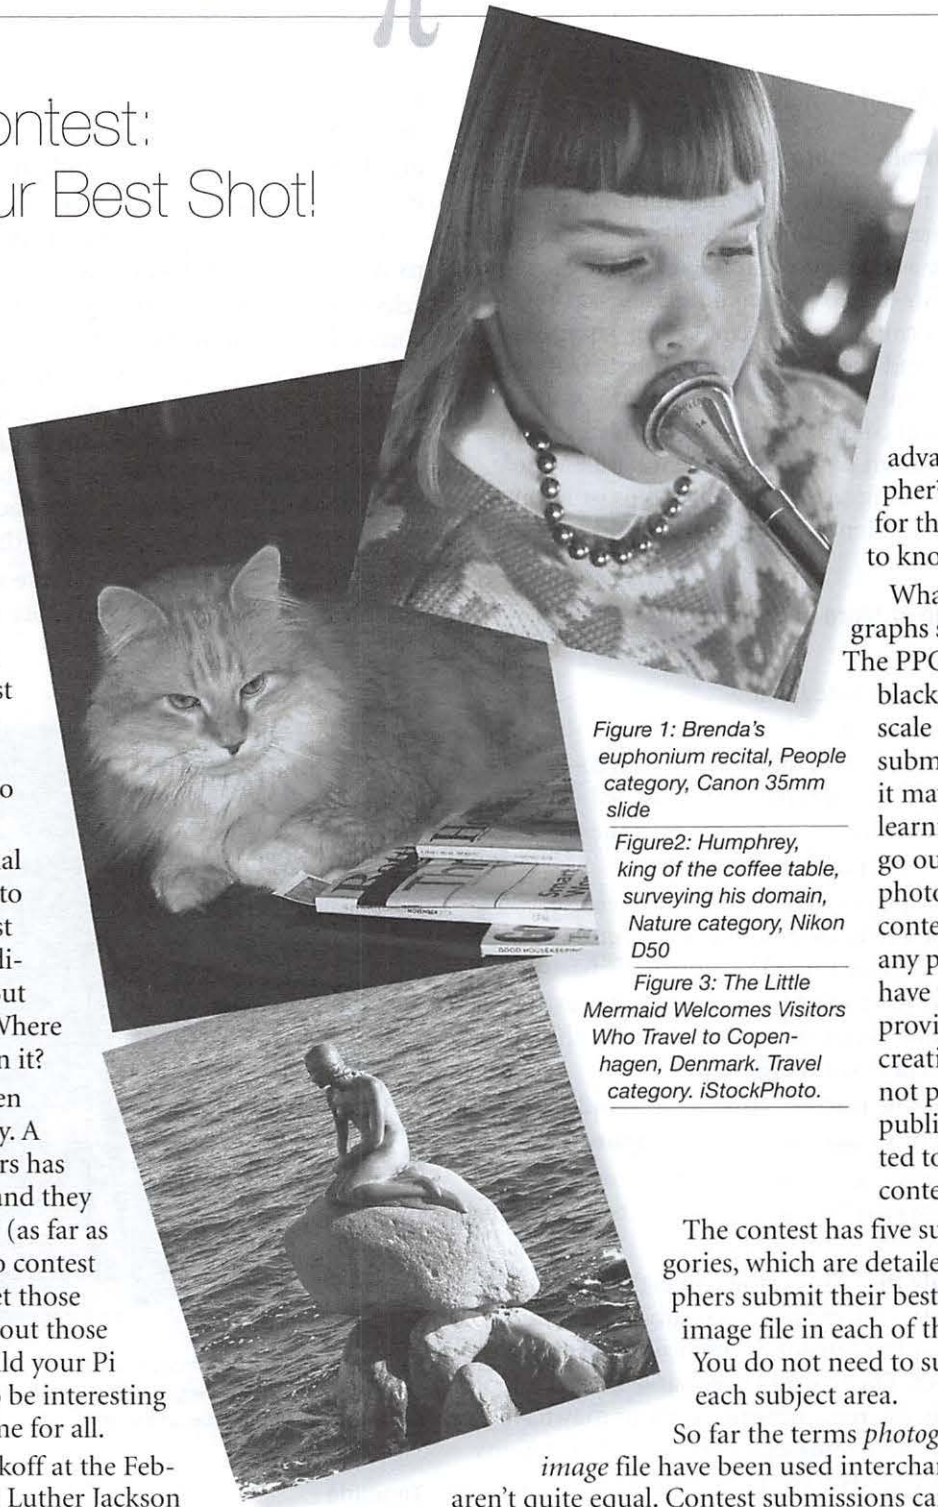 π
ontest:
ur Best Shot!
st
o
al
to
st
li-
out
Where
n it?
en
y. A
rs has
and they
(as far as
o contest
et those
out those
ld your Pi
o be interesting
ne for all.
koff at the Feb-
Luther Jackson
NOVEMBER
Smart
GOOD HOUSEKEEPING
Figure 1: Brenda's
euphonium recital, People
category, Canon 35mm
slide
Figure2: Humphrey,
king of the coffee table,
surveying his domain,
Nature category, Nikon
D50
Figure 3: The Little
Mermaid Welcomes Visitors
Who Travel to Copen-
hagen, Denmark. Travel
category. iStockPhoto.
adva
pher'
for th
to kno
Wha
graphs s
The PPC
black
scale
subm
it ma
learn
go ou
photo
conte
any p
have
provi
creati
not p
publi
ted to
conte
The contest has five su
gories, which are detaile
phers submit their best
image file in each of th
You do not need to su
each subject area.
So far the terms photog
image file have been used interchar
aren't quite equal. Contest submissions ca